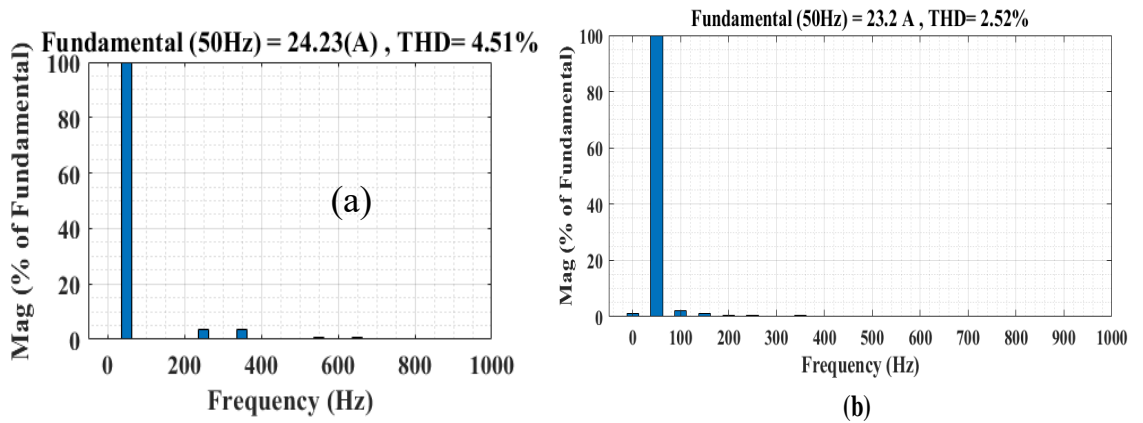 Fundamental (50Hz) = 24.23(A) , THD= 4.51%
Mag (% of Fundamental)
100
80
60
40
20
0
(a)
0 200 400 600 800 1000
Frequency (Hz)
Fundamental (50Hz) = 23.2 A , THD= 2.52%
Mag (% of Fundamental)
100
80
60
40
20
0
0 100 200 300 400 500 600 700 800 900 1000
Frequency (Hz)
(b)